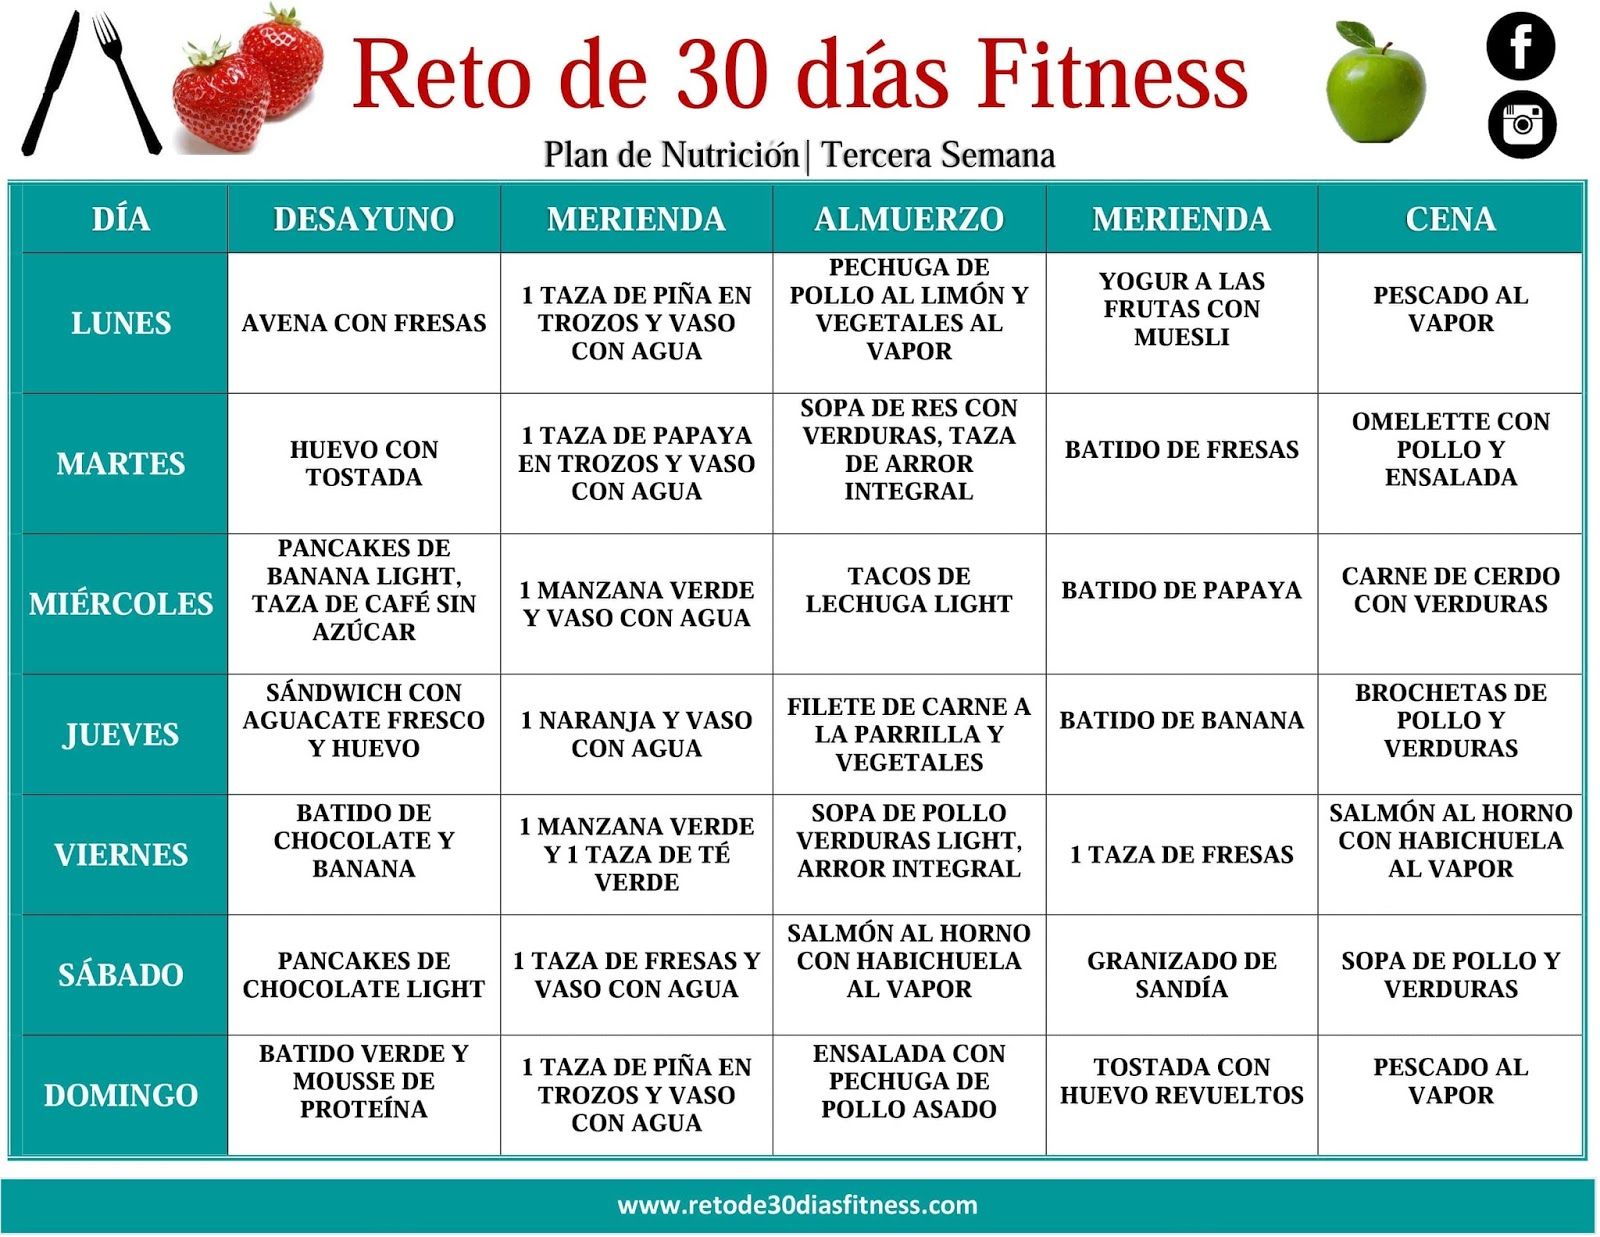 Reto de 30 días Fitness
Plan de Nutrición| Tercera Semana
DÍA
DESAYUNO
MERIENDA
ALMUERZO
MERIENDA
CENA
LUNES
AVENA CON FRESAS
1 TAZA DE PIÑA EN
TROZOS Y VASO
CON AGUA
PECHUGA DE
POLLO AL LIMÓN Y
VEGETALES AL
VAPOR
YOGUR A LAS
FRUTAS CON
MUESLI
PESCADO AL
VAPOR
MARTES
HUEVO CON
TOSTADA
1 TAZA DE PAPAYA
EN TROZOS Y VASO
CON AGUA
SOPA DE RES CON
VERDURAS, TAZA
DE ARROR
INTEGRAL
BATIDO DE FRESAS
OMELETTE CON
POLLO Y
ENSALADA
MIÉRCOLES
PANCAKES DE
BANANA LIGHT,
TAZA DE CAFÉ SIN
AZÚCAR
1 MANZANA VERDE
Y VASO CON AGUA
TACOS DE
LECHUGA LIGHT
BATIDO DE PAPAYA
CARNE DE CERDO
CON VERDURAS
JUEVES
SÁNDWICH CON
AGUACATE FRESCO
Y HUEVO
1 NARANJA Y VASO
CON AGUA
FILETE DE CARNE A
LA PARRILLA Y
VEGETALES
BATIDO DE BANANA
BROCHETAS DE
POLLO Y
VERDURAS
VIERNES
BATIDO DE
CHOCOLATE Y
BANANA
1 MANZANA VERDE
Y 1 TAZA DE TÉ
VERDE
SOPA DE POLLO
VERDURAS LIGHT,
ARROR INTEGRAL
1 TAZA DE FRESAS
SALMÓN AL HORNO
CON HABICHUELA
AL VAPOR
SÁBADO
PANCAKES DE
CHOCOLATE LIGHT
1 TAZA DE FRESAS Y
VASO CON AGUA
SALMÓN AL HORNO
CON HABICHUELA
AL VAPOR
GRANIZADO DE
SANDÍA
SOPA DE POLLO Y
VERDURAS
DOMINGO
BATIDO VERDE Y
MOUSSE DE
PROTEÍNA
1 TAZA DE PIÑA EN
TROZOS Y VASO
CON AGUA
ENSALADA CON
PECHUGA DE
POLLO ASADO
TOSTADA CON
HUEVO REVUELTOS
PESCADO AL
VAPOR
www.retode30diasfitness.com